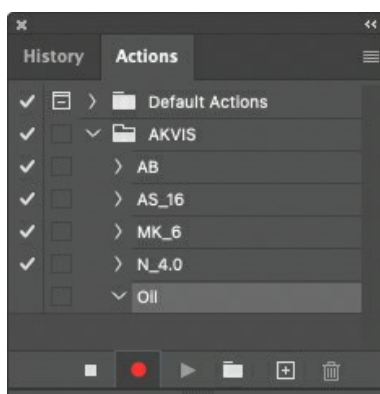 History Actions
Default Actions
AKVIS
AB
AS_16
MK_6
N_4.0
Oil